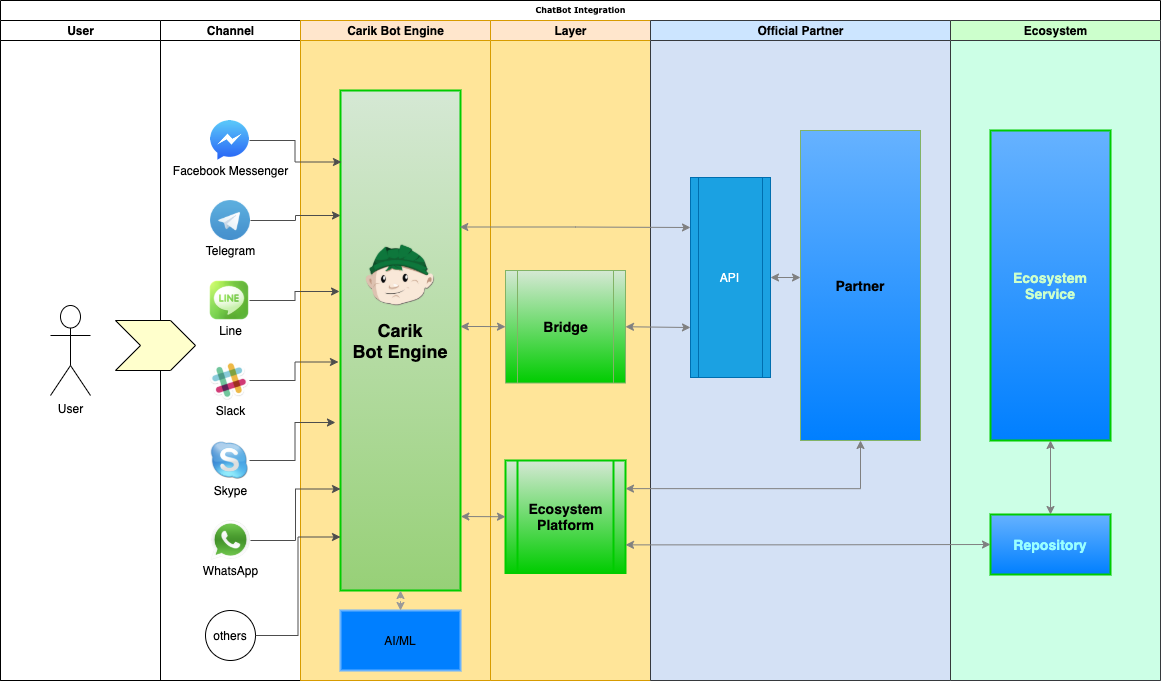 ChatBot Integration
User
Channel
Carik Bot Engine
Layer
Official Partner
Ecosystem
Facebook Messenger
Telegram
LINE
Line
Slack
S
Skype
WhatsApp
others
User
Carik
Bot Engine
AI/ML
Bridge
Ecosystem
Platform
API
Partner
Ecosystem
Service
Repository